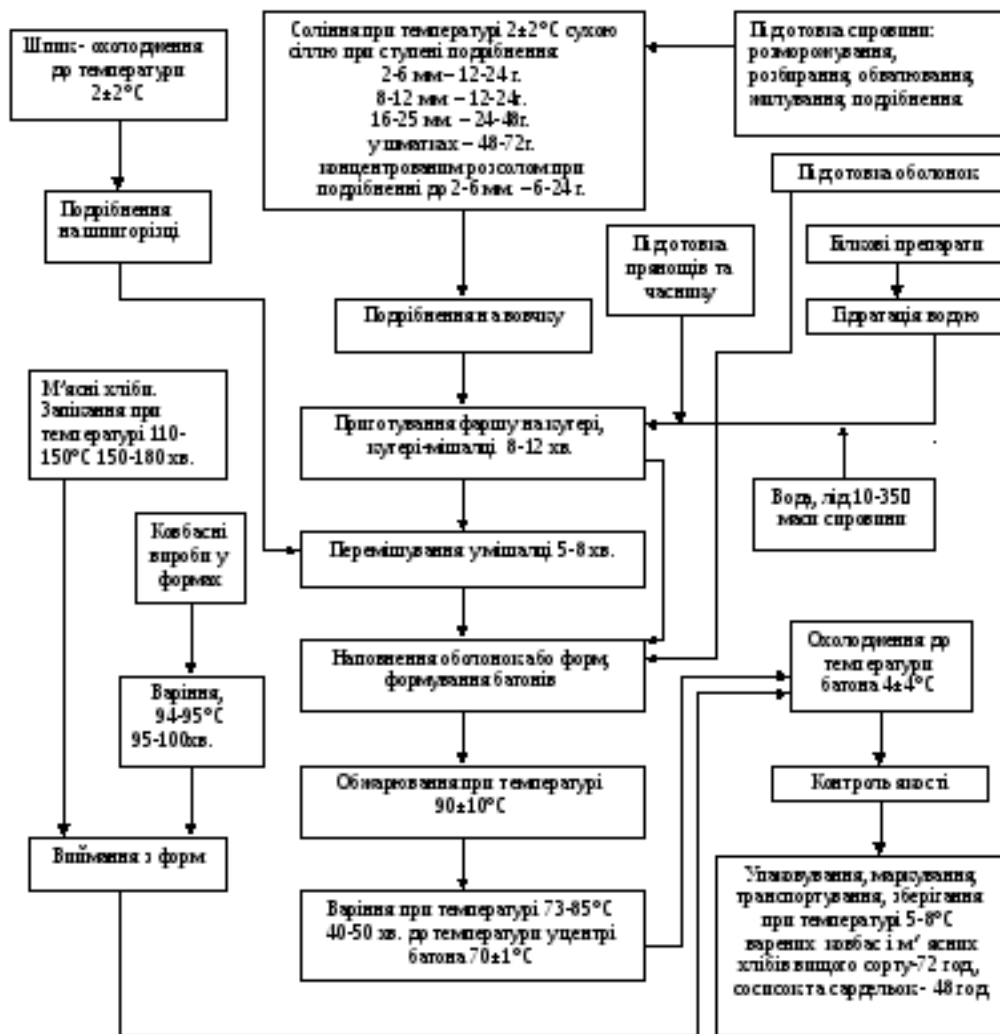 Шпик - охолодження
до температури
2±2°С
Соління при температурі 2±2°С сухою
сіллю при ступені подрібнення
2-6 мм – 12-24 г.
8-12 мм – 12-24г.
16-25 мм – 24-48г.
у шматках – 48-72г.
концентрованим розсолом при
подрібненні до 2-6 мм – 6-24 г.
Підготовка сировини:
розморожування,
розбирання, обвалювання,
жилування, подрібнення
Підготовка оболонок
Подрібнення
на шпигорізці
Підготовка
прянощів та
часнику
Білкові препарати
Гідратація водою
Подрібнення на вовчку
М'ясні хліби.
Запікання при
температурі 110-
150°С 150-180 хв.
Приготування фаршу на кутері,
кутері-мішалці 8-12 хв.
Вода, лід 10-35
маси сировини
Ковбасні
вироби у
формах
Перемішування у мішалці 5-8 хв.
Наповнення оболонок або форм,
формування батонів
Охолодження до
температури
батона 4±4°С
Варіння,
94-95°С
95-100хв.
Обжарювання при температурі
90±10°С
Контроль якості
Виймання з форм
Варіння при температурі 73-85°С
40-50 хв. до температури у центрі
батона 70±1°С
Упаковування, маркування,
транспортування, зберігання
при температурі 5-8°С
варених ковбас і м' ясних
хлібів вищого сорту-72 год,
сосисок та сардельок - 48 год